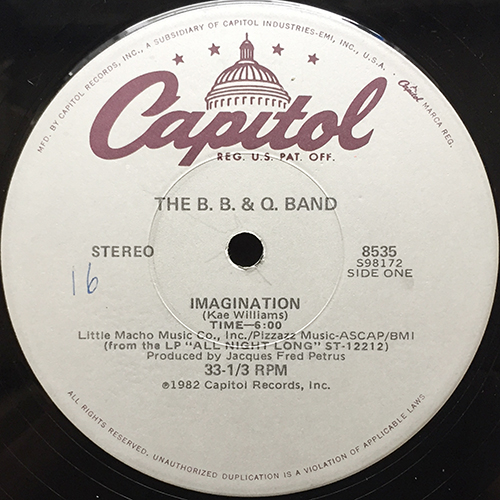 MFD. BY CAPITOL RECORDS, INC., A SUBSIDIARY OF CAPITOL INDUSTRIES-EMI, INC., U.S.A.
Capitol
MARCA REG.
Capitol
REG. U.S. PAT. OFF.
THE B. B. & Q. BAND
STEREO
8535
S98172
SIDE ONE
16
IMAGINATION
(Kae Williams)
TIME—6:00
Little Macho Music Co., Inc./Pizzazz Music-ASCAP/BMI
(from the LP "ALL NIGHT LONG" ST-12212)
Produced by Jacques Fred Petrus
33-1/3 RPM
℗1982 Capitol Records, Inc.
ALL RIGHTS RESERVED. UNAUTHORIZED DUPLICATION IS A VIOLATION OF APPLICABLE LAWS.